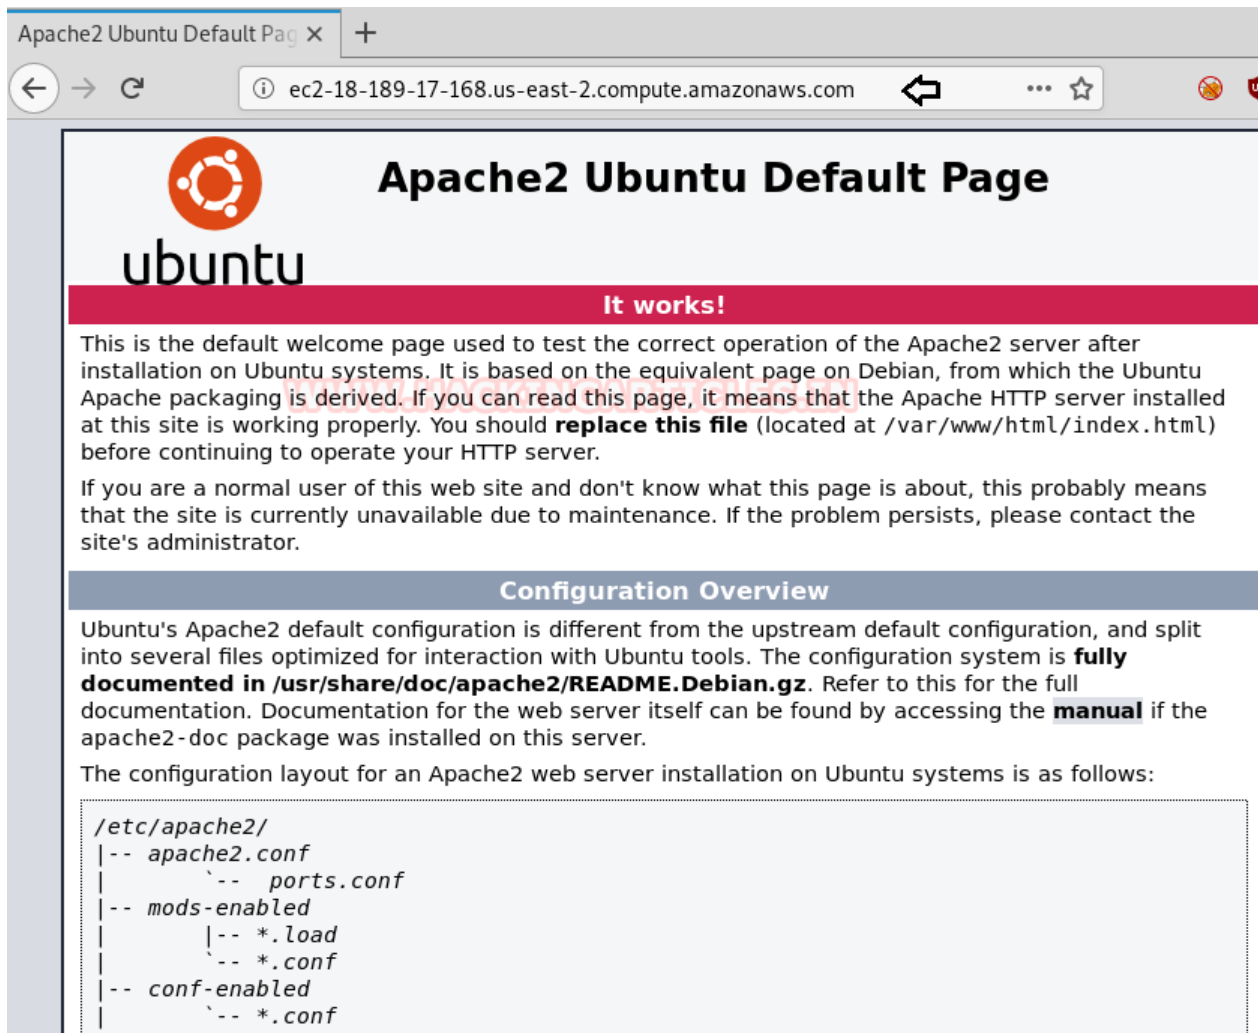 Apache2 Ubuntu Default Pag
ec2-18-189-17-168.us-east-2.compute.amazonaws.com
ubuntu
Apache2 Ubuntu Default Page
It works!
This is the default welcome page used to test the correct operation of the Apache2 server after
installation on Ubuntu systems. It is based on the equivalent page on Debian, from which the Ubuntu
Apache packaging is derived. If you can read this page, it means that the Apache HTTP server installed
at this site is working properly. You should replace this file (located at /var/www/html/index.html)
before continuing to operate your HTTP server.
WWW.HACKINGARTICLES.IN
If you are a normal user of this web site and don't know what this page is about, this probably means
that the site is currently unavailable due to maintenance. If the problem persists, please contact the
site's administrator.
Configuration Overview
Ubuntu's Apache2 default configuration is different from the upstream default configuration, and split
into several files optimized for interaction with Ubuntu tools. The configuration system is fully
documented in /usr/share/doc/apache2/README.Debian.gz. Refer to this for the full
documentation. Documentation for the web server itself can be found by accessing the manual if the
apache2-doc package was installed on this server.
The configuration layout for an Apache2 web server installation on Ubuntu systems is as follows:
/etc/apache2/
|-- apache2.conf
|       `--  ports.conf
|-- mods-enabled
|       |-- *.load
|       `-- *.conf
|-- conf-enabled
|       `-- *.conf